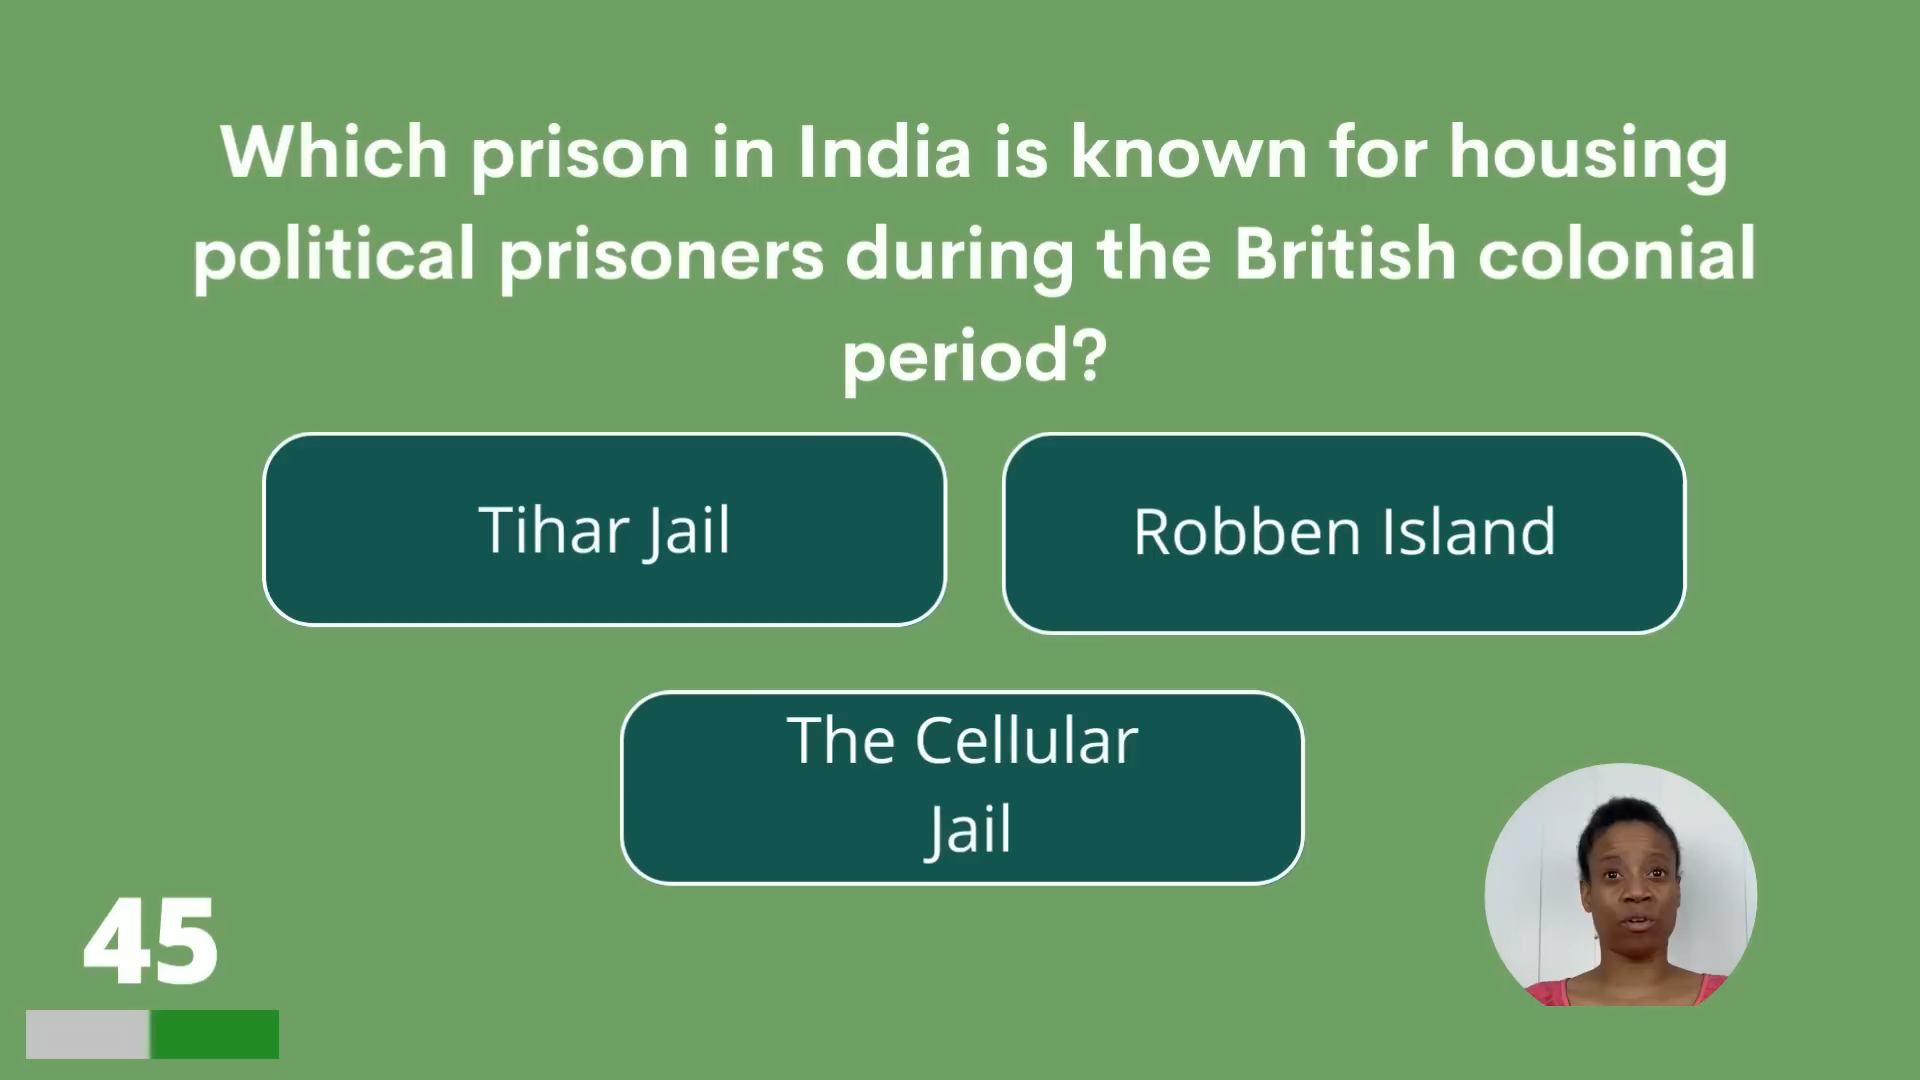 Which prison in India is known for housing
political prisoners during the British colonial
period?
Tihar Jail
Robben Island
The Cellular
Jail
45